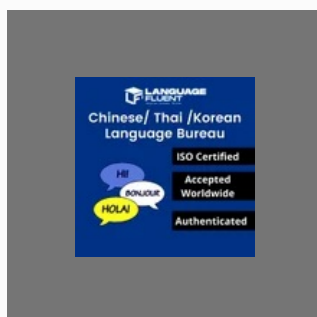 LANGUAGE
FLUENT
Chinese/ Thai /Korean
Language Bureau
ISO Certified
HI!
Accepted
Worldwide
BONJOUR
HOLA!
Authenticated